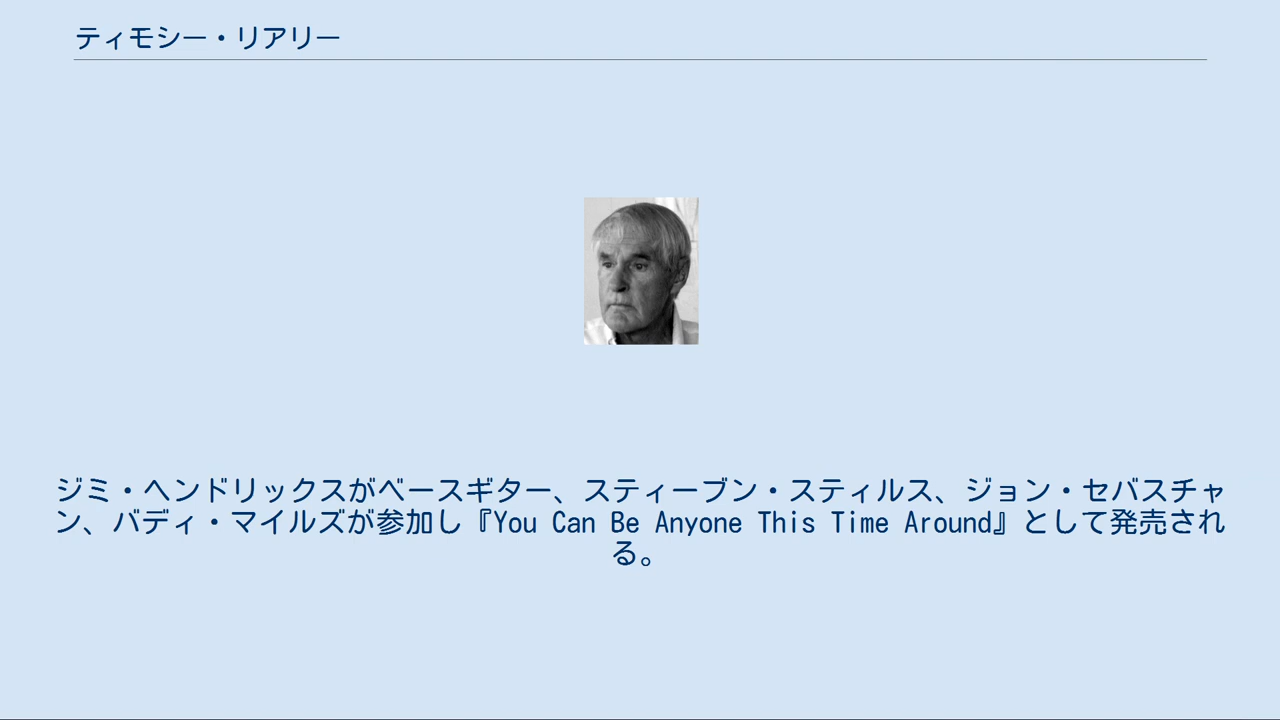 ティモシー・リアリー
ジミ・ヘンドリックスがベースギター、スティーブン・スティルス、ジョン・セバスチャ
ン、バディ・マイルズが参加し『You Can Be Anyone This Time Around』として発売され
る。